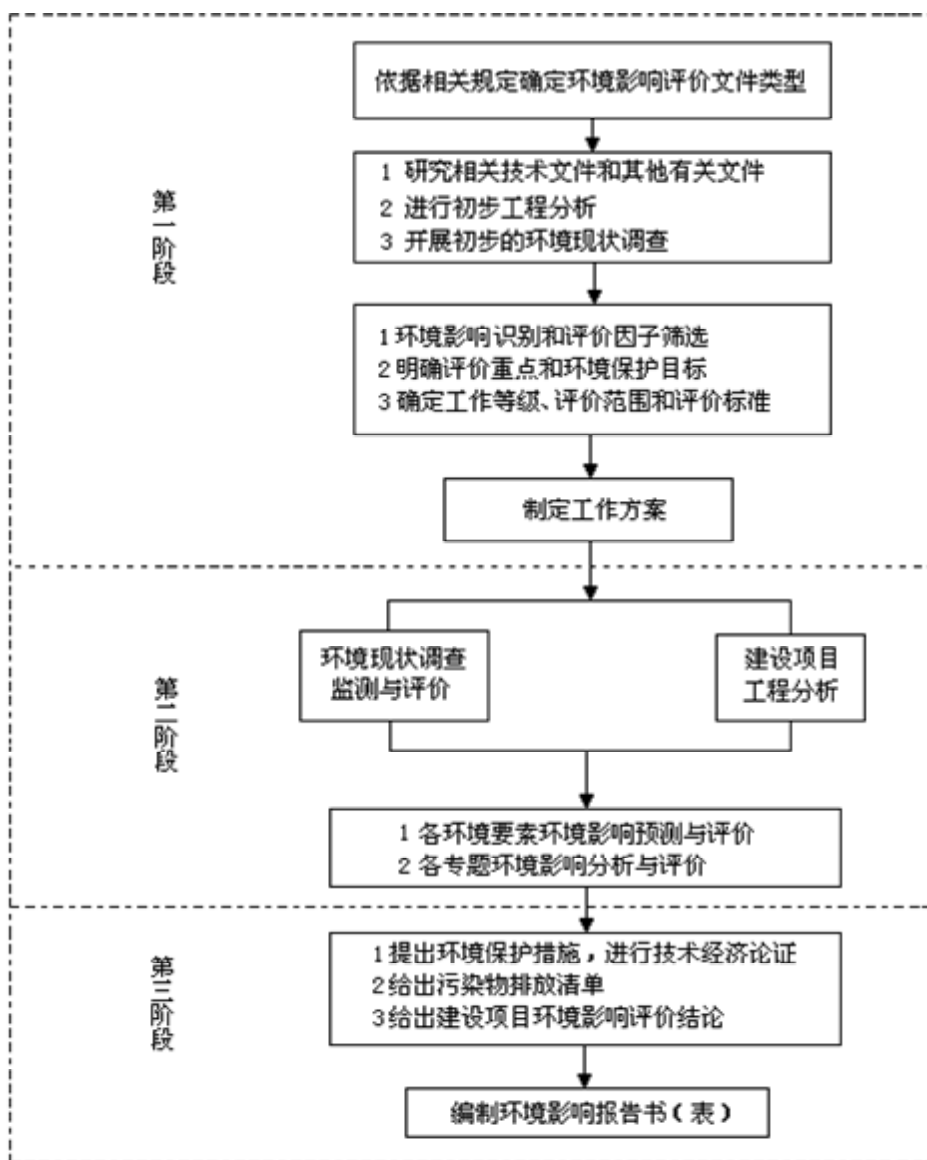 依据相关规定确定环境影响评价文件类型
第一阶段
1 研究相关技术文件和其他有关文件
2 进行初步工程分析
3 开展初步的环境现状调查
1 环境影响识别和评价因子筛选
2 明确评价重点和环境保护目标
3 确定工作等级、评价范围和评价标准
制定工作方案
第二阶段
环境现状调查
监测与评价
建设项目
工程分析
1 各环境要素环境影响预测与评价
2 各专题环境影响分析与评价
第三阶段
1 提出环境保护措施，进行技术经济论证
2 给出污染物排放清单
3 给出建设项目环境影响评价结论
编制环境影响报告书（表）